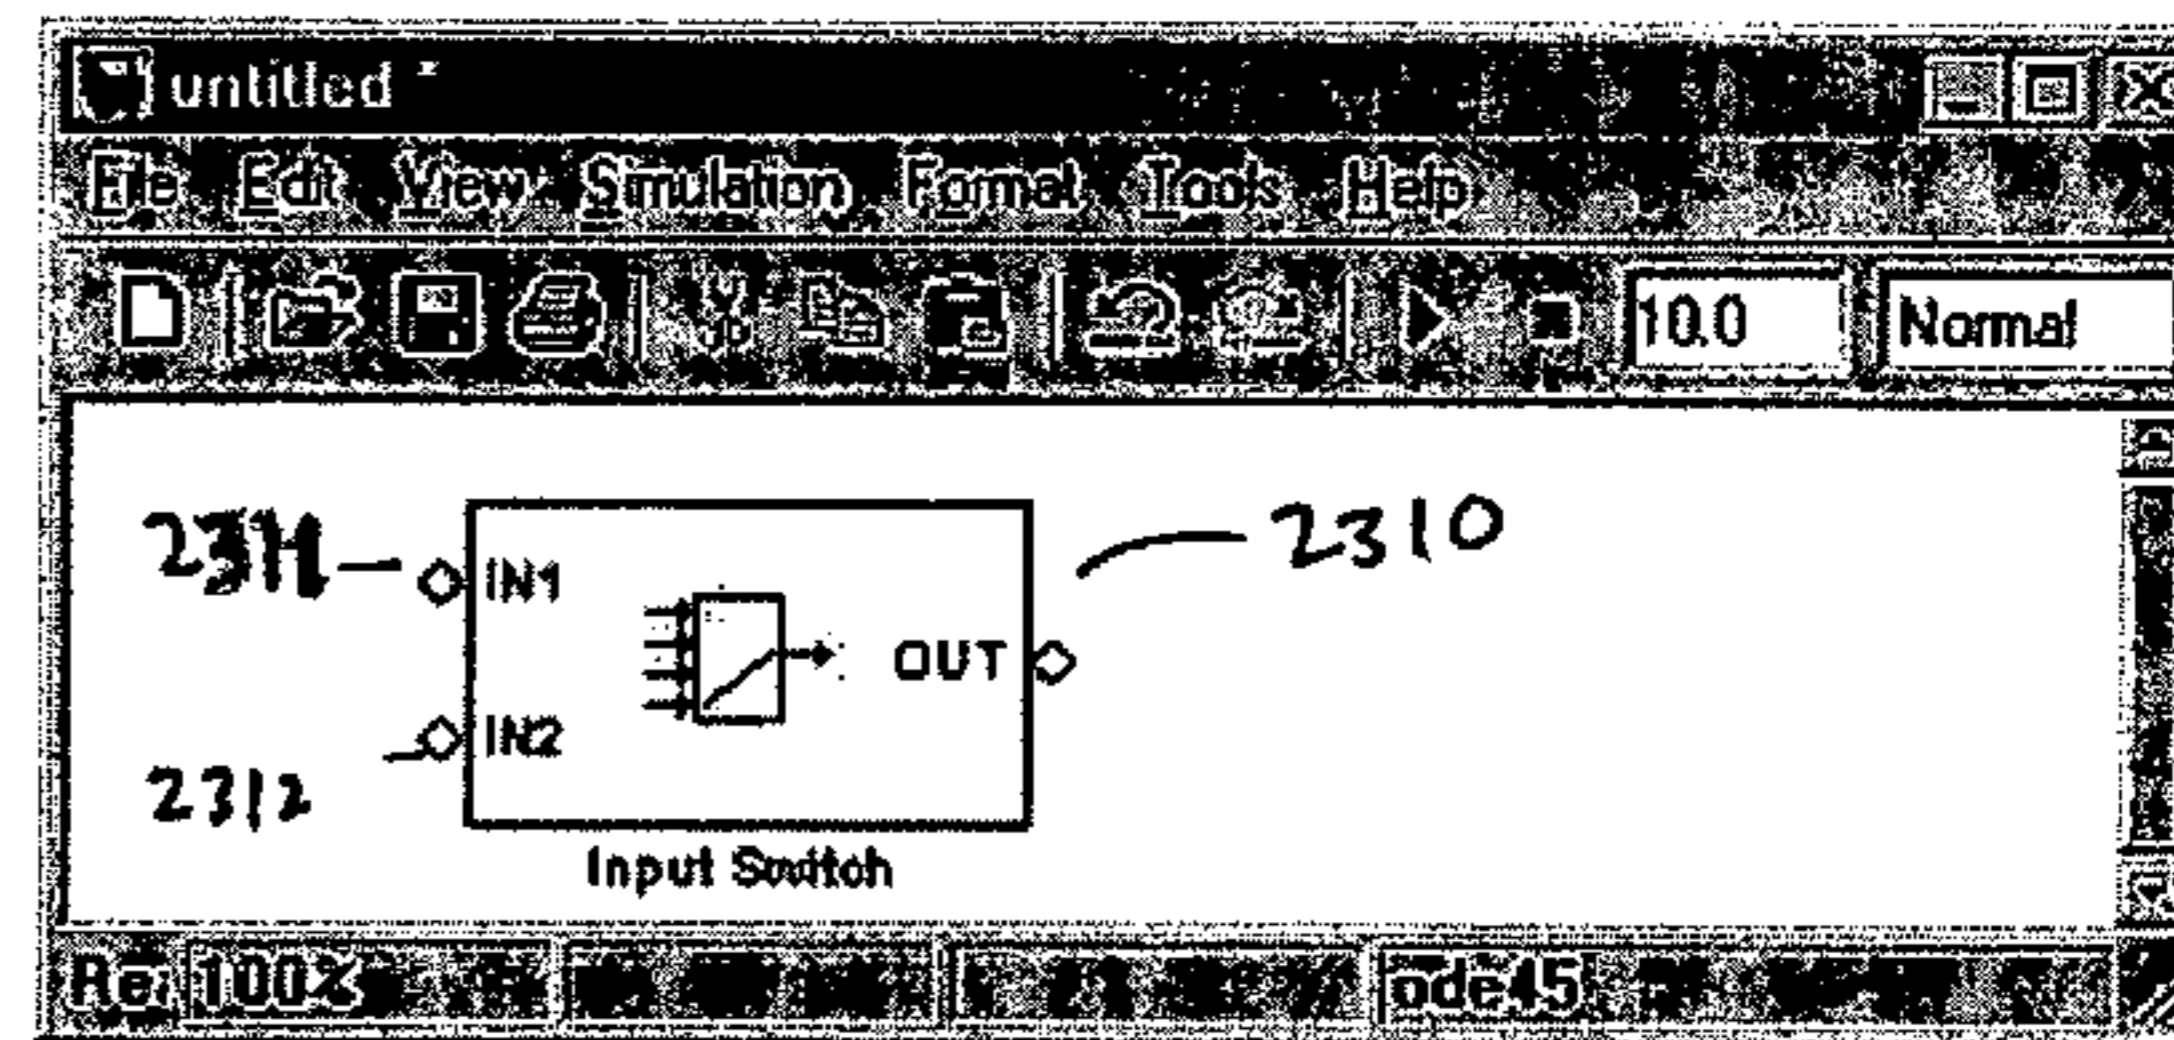 untitled *
File Edit View Simulation Format Tools Help
10.0 Normal
2310
IN1
OUT
IN2
2312
Input Switch
100% ode45